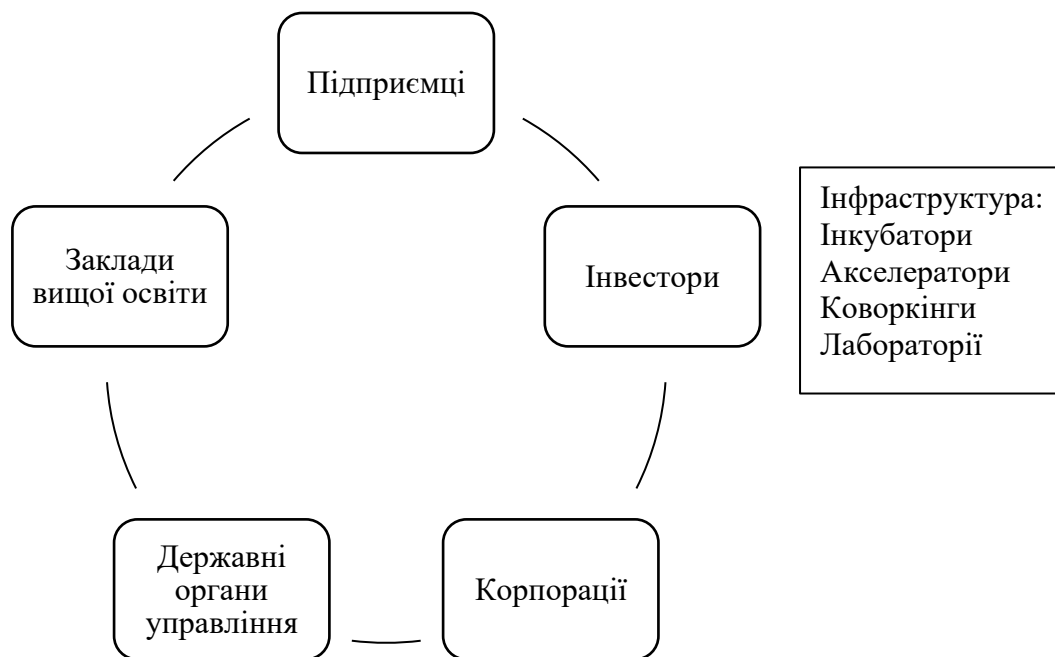 Підприємці
Заклади
вищої освіти
Інвестори
Інфраструктура:
Інкубатори
Акселератори
Коворкінги
Лабораторії
Державні
органи
управління
Корпорації